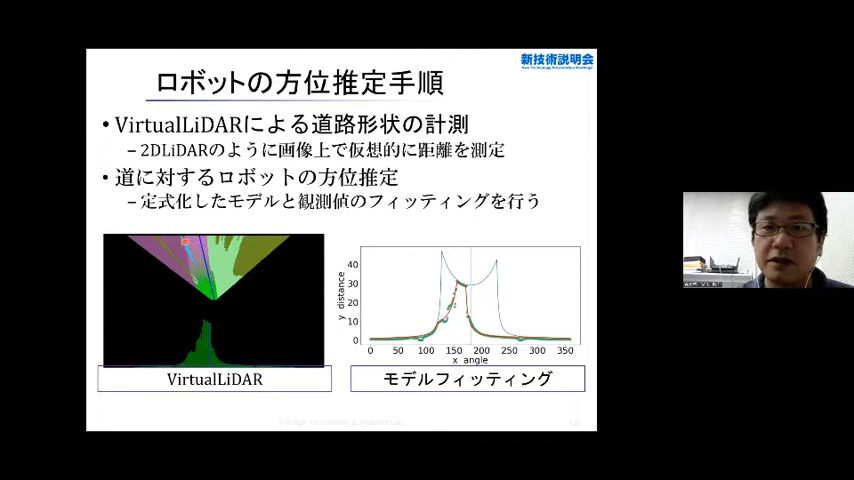 新技術説明会
ロボットの方位推定手順
• VirtualLiDARによる道路形状の計測
– 2DLiDARのように画像上で仮想的に距離を測定
• 道に対するロボットの方位推定
– 定式化したモデルと観測値のフィッティングを行う
y distance
40
30
20
10
0
0 50 100 150 200 250 300 350
x angle
VirtualLiDAR
モデルフィッティング